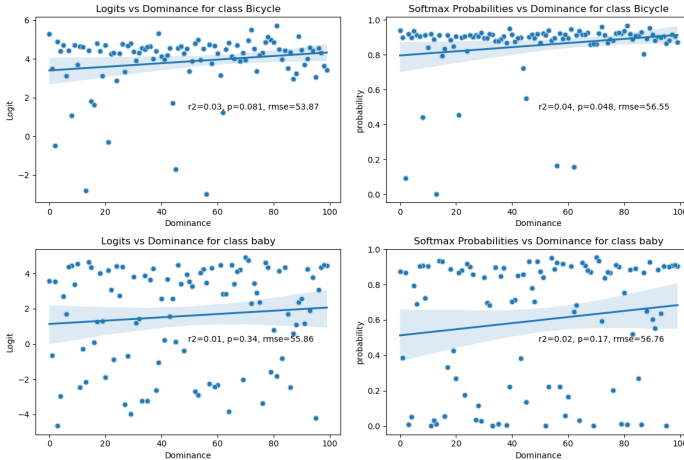 Logits vs Dominance for class Bicycle
6
4
2
0
−2
Logit
r2=0.03, p=0.081, rmse=53.87
0 20 40 60 80 100
Dominance
Softmax Probabilities vs Dominance for class Bicycle
1.0
0.8
0.6
0.4
0.2
0.0
probability
r2=0.04, p=0.048, rmse=56.55
0 20 40 60 80 100
Dominance
Logits vs Dominance for class baby
4
2
0
−2
−4
Logit
r2=0.01, p=0.34, rmse=55.86
0 20 40 60 80 100
Dominance
Softmax Probabilities vs Dominance for class baby
1.0
0.8
0.6
0.4
0.2
0.0
probability
r2=0.02, p=0.17, rmse=56.76
0 20 40 60 80 100
Dominance